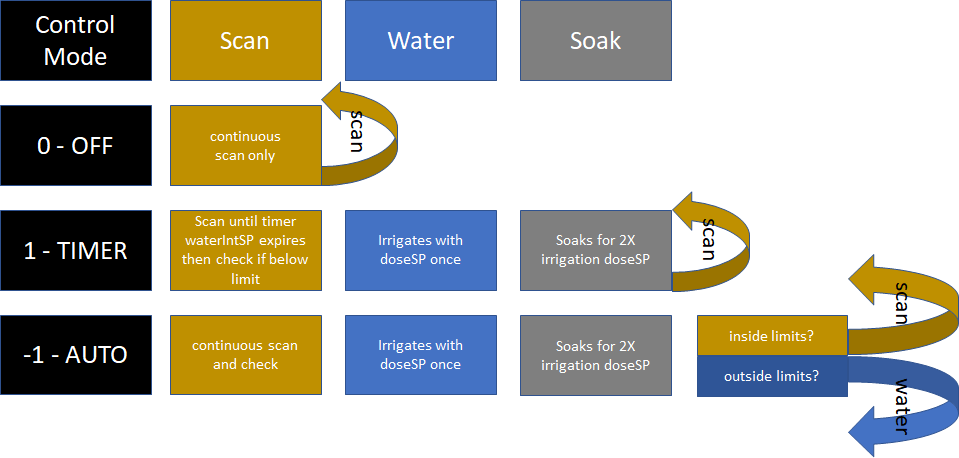 Control
Mode
Scan
Water
Soak
0 - OFF
continuous
scan only
scan
1 - TIMER
Scan until timer
waterIntSP expires
then check if below
limit
Irrigates with
doseSP once
Soaks for 2X
irrigation doseSP
scan
-1 - AUTO
continuous scan
and check
Irrigates with
doseSP once
Soaks for 2X
irrigation doseSP
inside limits?
scan
outside limits?
water